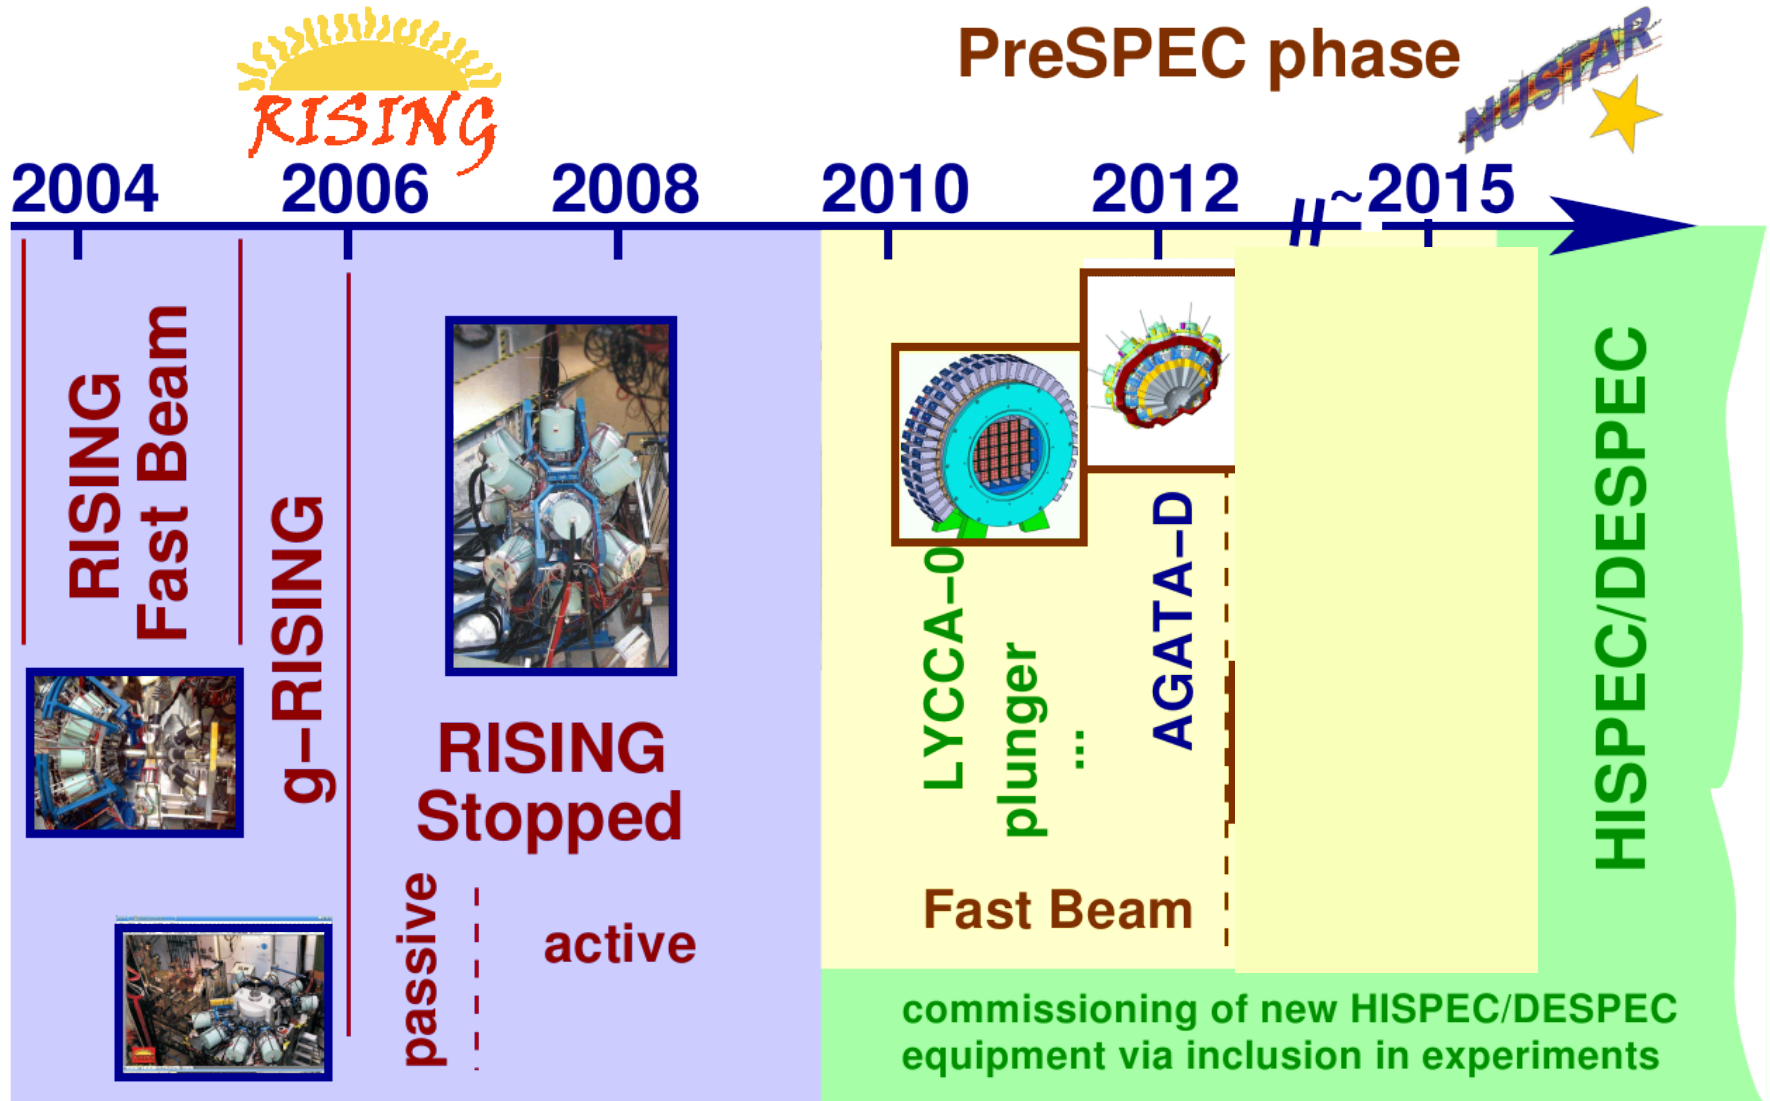 RISING
PreSPEC phase
NUSTAR
2004
2006
2008
2010
2012
~2015
RISING
Fast Beam
g–RISING
RISING
Stopped
passive
active
LYCCA–0
plunger
...
AGATA–D
Fast Beam
HISPEC/DESPEC
commissioning of new HISPEC/DESPEC
equipment via inclusion in experiments